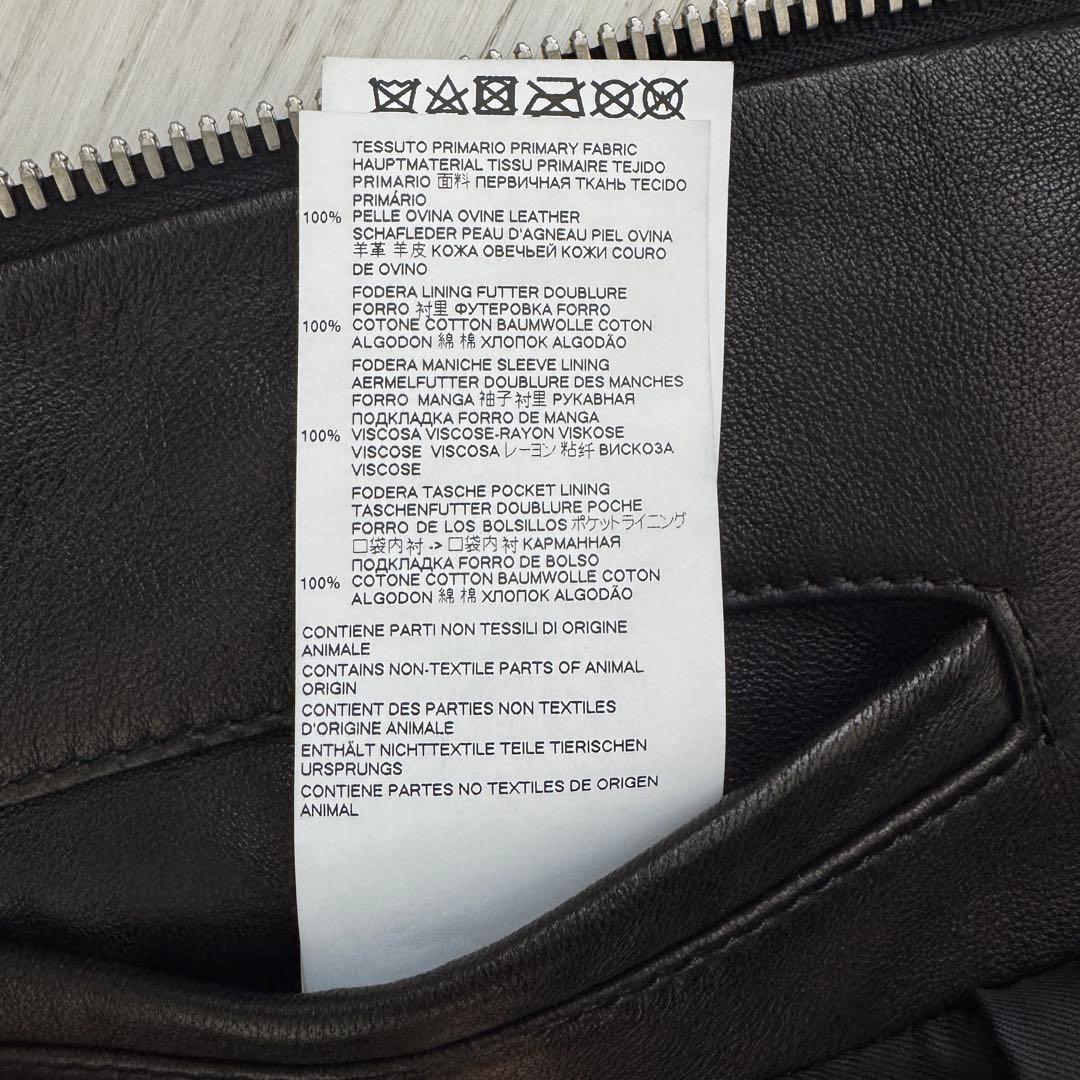 TESSUTO PRIMARIO PRIMARY FABRIC
HAUPTMATERIAL TISSU PRIMAIRE TEJIDO
PRIMARIO 面料 ПЕРВИЧНАЯ ТКАНЬ TECIDO
PRIMÁRIO
100% PELLE OVINA OVINE LEATHER
SCHAFLEDER PEAU D'AGNEAU PIEL OVINA
羊革 羊皮 КОЖА ОВЕЧЬЕЙ КОЖИ COURO
DE OVINO
FODERA LINING FUTTER DOUBLURE
FORRO 衬里 ФУТЕРОВКА FORRO
100% COTONE COTTON BAUMWOLLE COTON
ALGODON 綿 棉 ХЛОПОК ALGODÃO
FODERA MANICHE SLEEVE LINING
AERMELFUTTER DOUBLURE DES MANCHES
FORRO MANGA 袖子衬里 РУКАВНАЯ
ПОДКЛАДКА FORRO DE MANGA
100% VISCOSA VISCOSE-RAYON VISKOSE
VISCOSE VISCOSA レーヨン 粘纤 ВИСКОЗА
VISCOSE
FODERA TASCHE POCKET LINING
TASCHENFUTTER DOUBLURE POCHE
FORRO DE LOS BOLSILLOS ポケットライニング
口袋内衬 -> 口袋内衬 КАРМАННАЯ
ПОДКЛАДКА FORRO DE BOLSO
100% COTONE COTTON BAUMWOLLE COTON
ALGODON 綿 棉 ХЛОПОК ALGODÃO
CONTIENE PARTI NON TESSILI DI ORIGINE
ANIMALE
CONTAINS NON-TEXTILE PARTS OF ANIMAL
ORIGIN
CONTIENT DES PARTIES NON TEXTILES
D'ORIGINE ANIMALE
ENTHÄLT NICHTTEXTILE TEILE TIERISCHEN
URSPRUNGS
CONTIENE PARTES NO TEXTILES DE ORIGEN
ANIMAL